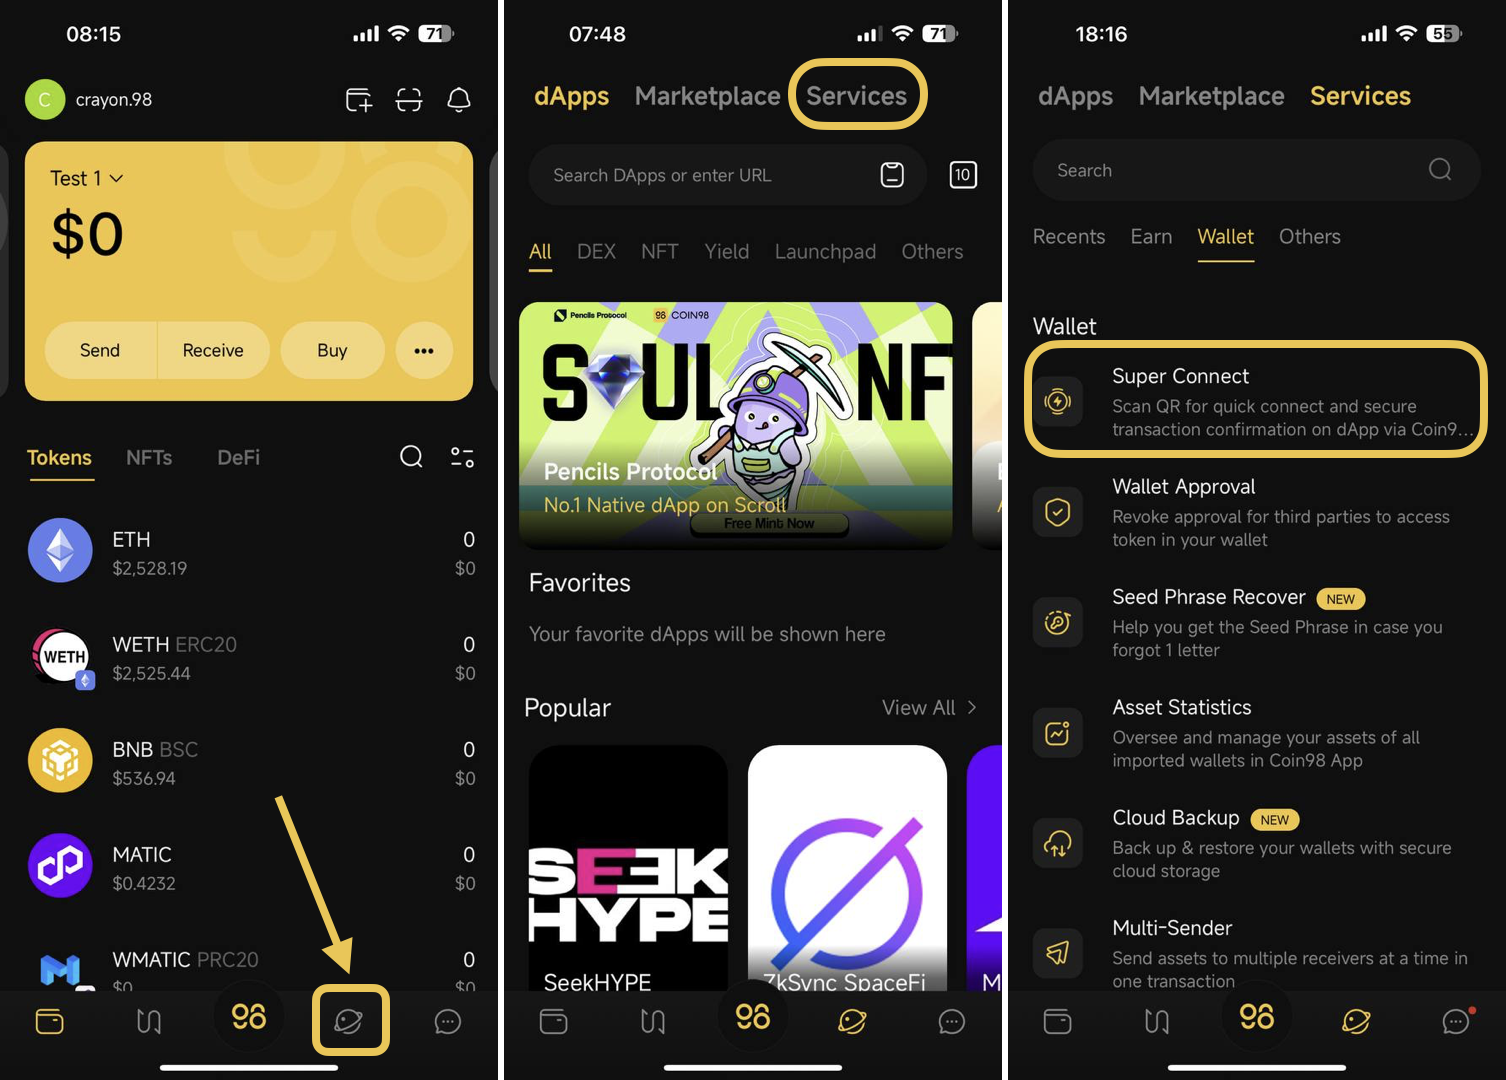 08:15
71
C
crayon.98
Test 1
$0
Send
Receive
Buy
Tokens
NFTs
DeFi
ETH
0
$2,528.19
$0
WETH
WETH ERC20
0
$2,525.44
$0
BNB BSC
0
$536.94
$0
MATIC
0
$0.4232
$0
WMATIC PRC20
0
$0
$0
98
07:48
71
dApps
Marketplace
Services
Search DApps or enter URL
10
All
DEX
NFT
Yield
Launchpad
Others
Pencils Protocol
98 COIN98
SOUL NF
Pencils Protocol
No.1 Native dApp on Scroll
Free Mint Now
Favorites
Your favorite dApps will be shown here
Popular
View All
SEEK
HYPE
SeekHYPE
ZkSync SpaceFi
M
98
18:16
55
dApps
Marketplace
Services
Search
Recents
Earn
Wallet
Others
Wallet
Super Connect
Scan QR for quick connect and secure
transaction confirmation on dApp via Coin9...
Wallet Approval
Revoke approval for third parties to access
token in your wallet
Seed Phrase Recover NEW
Help you get the Seed Phrase in case you
forgot 1 letter
Asset Statistics
Oversee and manage your assets of all
imported wallets in Coin98 App
Cloud Backup NEW
Back up & restore your wallets with secure
cloud storage
Multi-Sender
Send assets to multiple receivers at a time in
one transaction
98